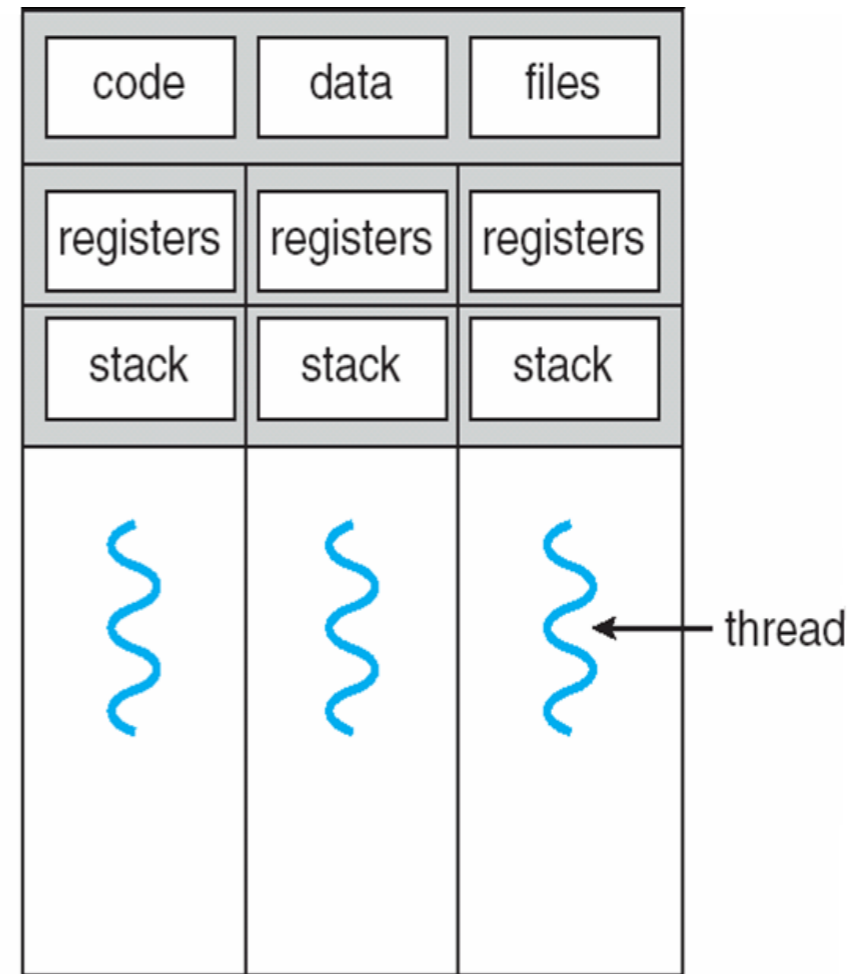 code data files
registers registers registers
stack stack stack
thread